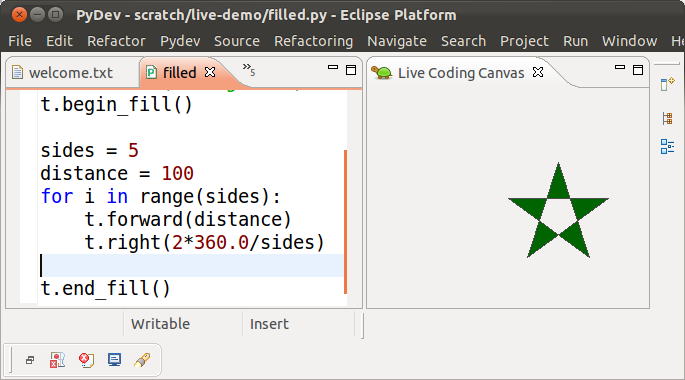 PyDev - scratch/live-demo/filled.py - Eclipse Platform
File Edit Refactor Pydev Source Refactoring Navigate Search Project Run Window
welcome.txt
filled
5
Live Coding Canvas
t.begin_fill()
sides = 5
distance = 100
for i in range(sides):
    t.forward(distance)
    t.right(2*360.0/sides)
t.end_fill()
Writable
Insert